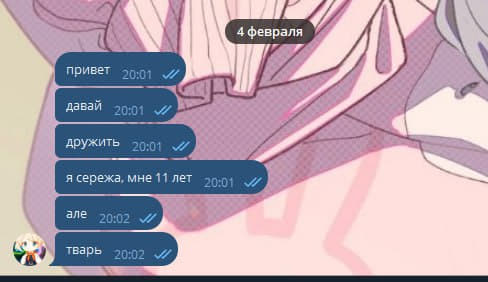 4 февраля
привет 20:01
давай 20:01
дружить 20:01
я сережа, мне 11 лет 20:01
але 20:02
тварь 20:02